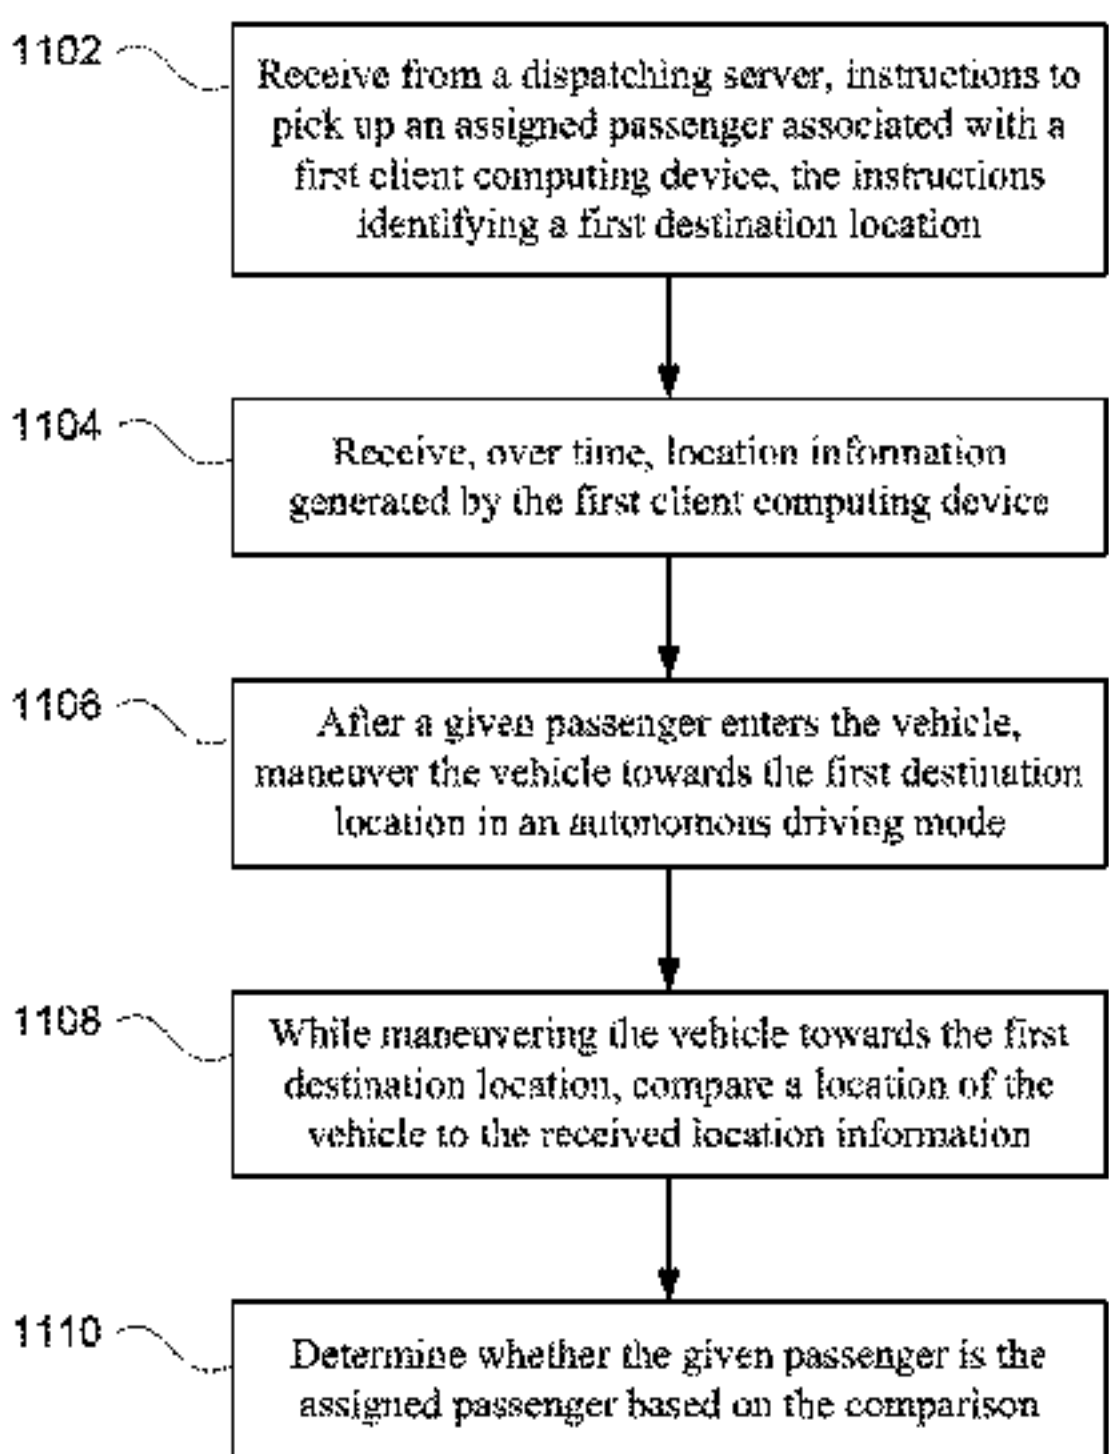 1102
Receive from a dispatching server, instructions to
pick up an assigned passenger associated with a
first client computing device, the instructions
identifying a first destination location
1104
Receive, over time, location information
generated by the first client computing device
1106
After a given passenger enters the vehicle,
maneuver the vehicle towards the first destination
location in an autonomous driving mode
1108
While maneuvering the vehicle towards the first
destination location, compare a location of the
vehicle to the received location information
1110
Determine whether the given passenger is the
assigned passenger based on the comparison